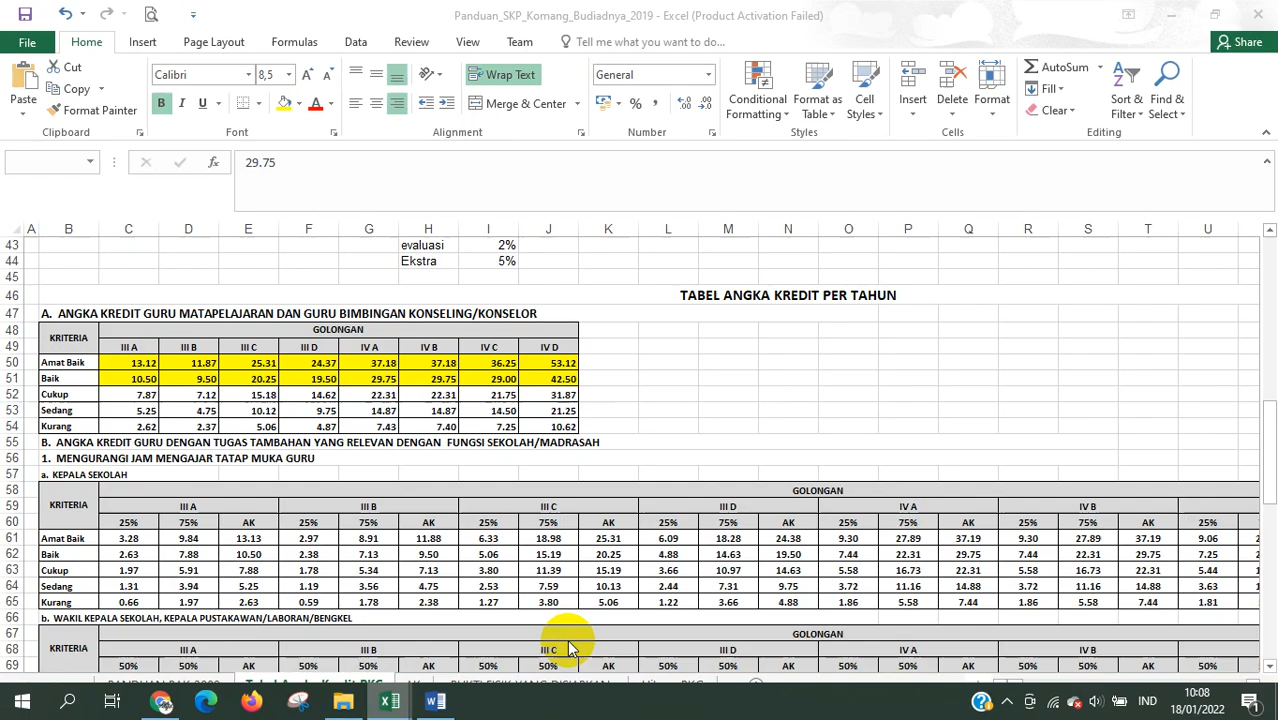 Panduan_SKP_Komang_Budiadnya_2019 - Excel (Product Activation Failed)
File Home Insert Page Layout Formulas Data Review View Team Tell me what you want to do... Share
Cut Calibri 8,5 Wrap Text General AutoSum
Copy Fill
Paste Format Painter B I U Merge & Center % Conditional Formatting Format as Table Cell Styles Insert Delete Format Clear Sort & Filter Find & Select
Clipboard Font Alignment Number Styles Cells Editing
fx 29.75
A B C D E F G H I J K L M N O P Q R S T U
43 evaluasi 2%
44 Ekstra 5%
45
46 TABEL ANGKA KREDIT PER TAHUN
47 A. ANGKA KREDIT GURU MATAPELAJARAN DAN GURU BIMBINGAN KONSELING/KONSELOR
48 KRITERIA GOLONGAN
49 III A III B III C III D IV A IV B IV C IV D
50 Amat Baik 13.12 11.87 25.31 24.37 37.18 37.18 36.25 53.12
51 Baik 10.50 9.50 20.25 19.50 29.75 29.75 29.00 42.50
52 Cukup 7.87 7.12 15.18 14.62 22.31 22.31 21.75 31.87
53 Sedang 5.25 4.75 10.12 9.75 14.87 14.87 14.50 21.25
54 Kurang 2.62 2.37 5.06 4.87 7.43 7.40 7.25 10.62
55 B. ANGKA KREDIT GURU DENGAN TUGAS TAMBAHAN YANG RELEVAN DENGAN FUNGSI SEKOLAH/MADRASAH
56 1. MENGURANGI JAM MENGAJAR TATAP MUKA GURU
57 a. KEPALA SEKOLAH
58 KRITERIA GOLONGAN
59 III A III B III C III D IV A IV B
60 25% 75% AK 25% 75% AK 25% 75% AK 25% 75% AK 25% 75% AK 25% 75% AK 25%
61 Amat Baik 3.28 9.84 13.13 2.97 8.91 11.88 6.33 18.98 25.31 6.09 18.28 24.38 9.30 27.89 37.19 9.30 27.89 37.19 9.06
62 Baik 2.63 7.88 10.50 2.38 7.13 9.50 5.06 15.19 20.25 4.88 14.63 19.50 7.44 22.31 29.75 7.44 22.31 29.75 7.25
63 Cukup 1.97 5.91 7.88 1.78 5.34 7.13 3.80 11.39 15.19 3.66 10.97 14.63 5.58 16.73 22.31 5.58 16.73 22.31 5.44
64 Sedang 1.31 3.94 5.25 1.19 3.56 4.75 2.53 7.59 10.13 2.44 7.31 9.75 3.72 11.16 14.88 3.72 11.16 14.88 3.63
65 Kurang 0.66 1.97 2.63 0.59 1.78 2.38 1.27 3.80 5.06 1.22 3.66 4.88 1.86 5.58 7.44 1.86 5.58 7.44 1.81
66 b. WAKIL KEPALA SEKOLAH, KEPALA PUSTAKAWAN/LABORAN/BENGKEL
67 KRITERIA GOLONGAN
68 III A III B III C III D IV A IV B
69 50% 50% AK 50% 50% AK 50% 50% AK 50% 50% AK 50% 50% AK 50% 50% AK 50%
IND 10:08
18/01/2022